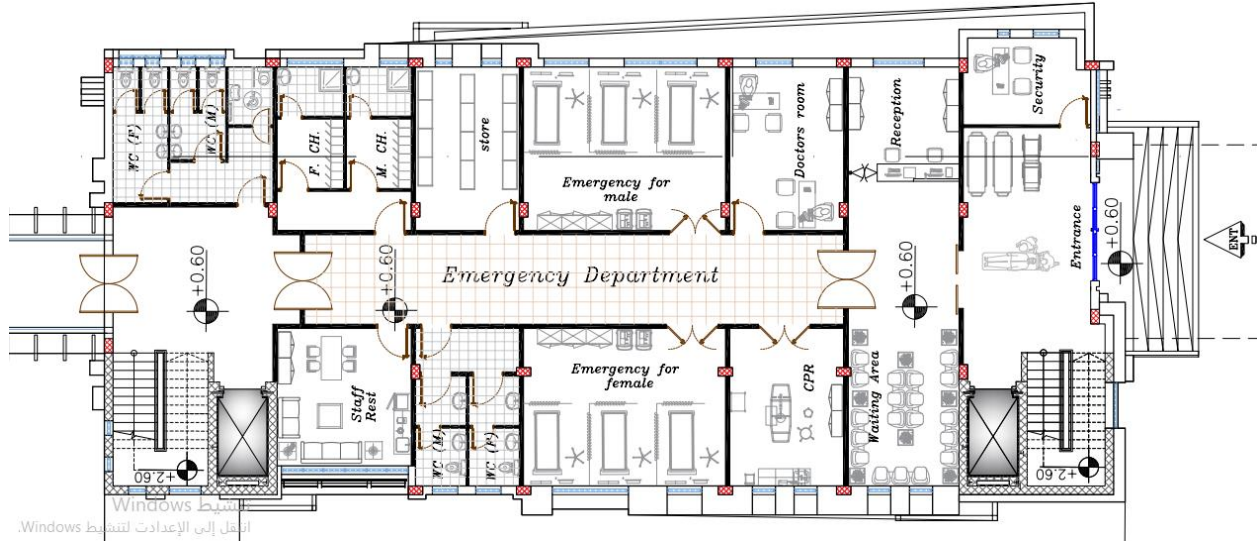 WC (F)
WC (M)
F. CH.
M. CH.
store
Emergency for
male
Doctors room
Reception
Security
Entrance
ENT
+0.60
+0.60
+0.60
+0.60
Emergency Department
Staff
Rest
WC (M)
WC (F)
Emergency for
female
CPR
Waiting Area
+2.60
+2.60
تنشيط Windows
انتقل إلى الإعدادات لتنشيط Windows.